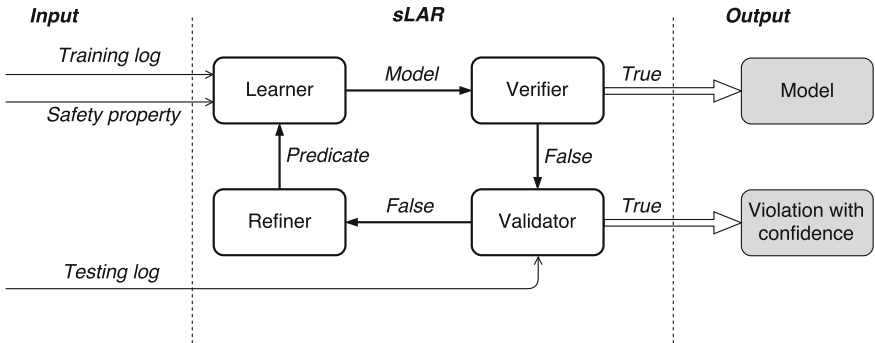 Input
sLAR
Output
Training log
Learner
Model
Verifier
True
Model
Safety property
Predicate
False
Refiner
False
Validator
True
Violation with
confidence
Testing log